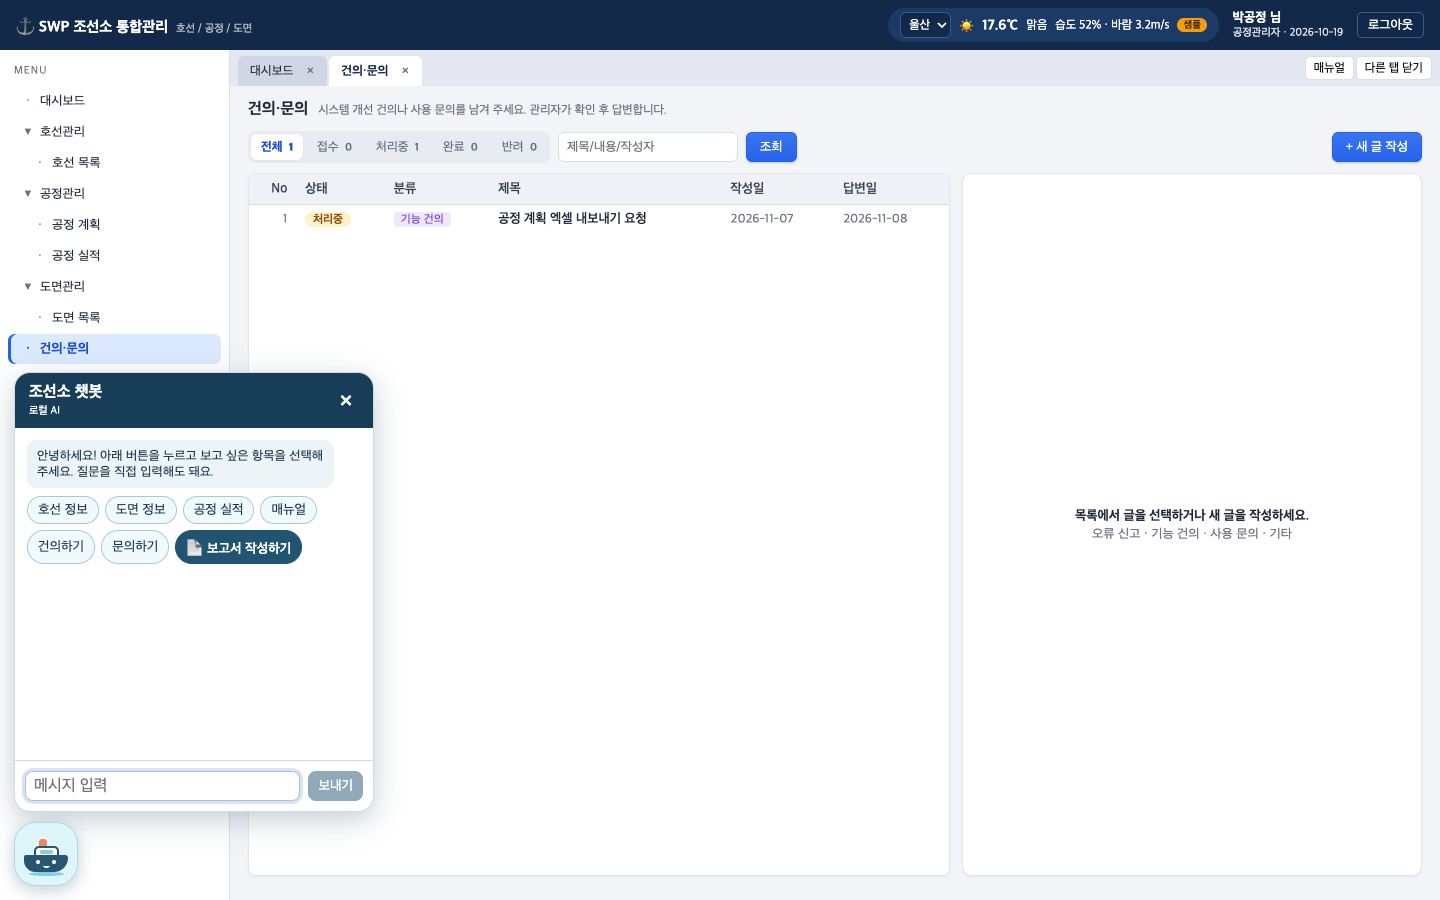 SWP 조선소 통합관리 호선 / 공정 / 도면
울산 17.6℃ 맑음 습도 52% · 바람 3.2m/s 샘플
박공정 님
공정관리자 · 2026-10-19
로그아웃
MENU
대시보드
호선관리
호선 목록
공정관리
공정 계획
공정 실적
도면관리
도면 목록
건의·문의
대시보드 ×
건의·문의 ×
매뉴얼
다른 탭 닫기
건의·문의 시스템 개선 건의나 사용 문의를 남겨 주세요. 관리자가 확인 후 답변합니다.
전체 1 접수 0 처리중 1 완료 0 반려 0
제목/내용/작성자
조회
+ 새 글 작성
No 상태 분류 제목 작성일 답변일
1 처리중 기능 건의 공정 계획 엑셀 내보내기 요청 2026-11-07 2026-11-08
목록에서 글을 선택하거나 새 글을 작성하세요.
오류 신고 · 기능 건의 · 사용 문의 · 기타
조선소 챗봇
로컬 AI
×
안녕하세요! 아래 버튼을 누르고 보고 싶은 항목을 선택해
주세요. 질문을 직접 입력해도 돼요.
호선 정보 도면 정보 공정 실적 매뉴얼
건의하기 문의하기 보고서 작성하기
메시지 입력
보내기